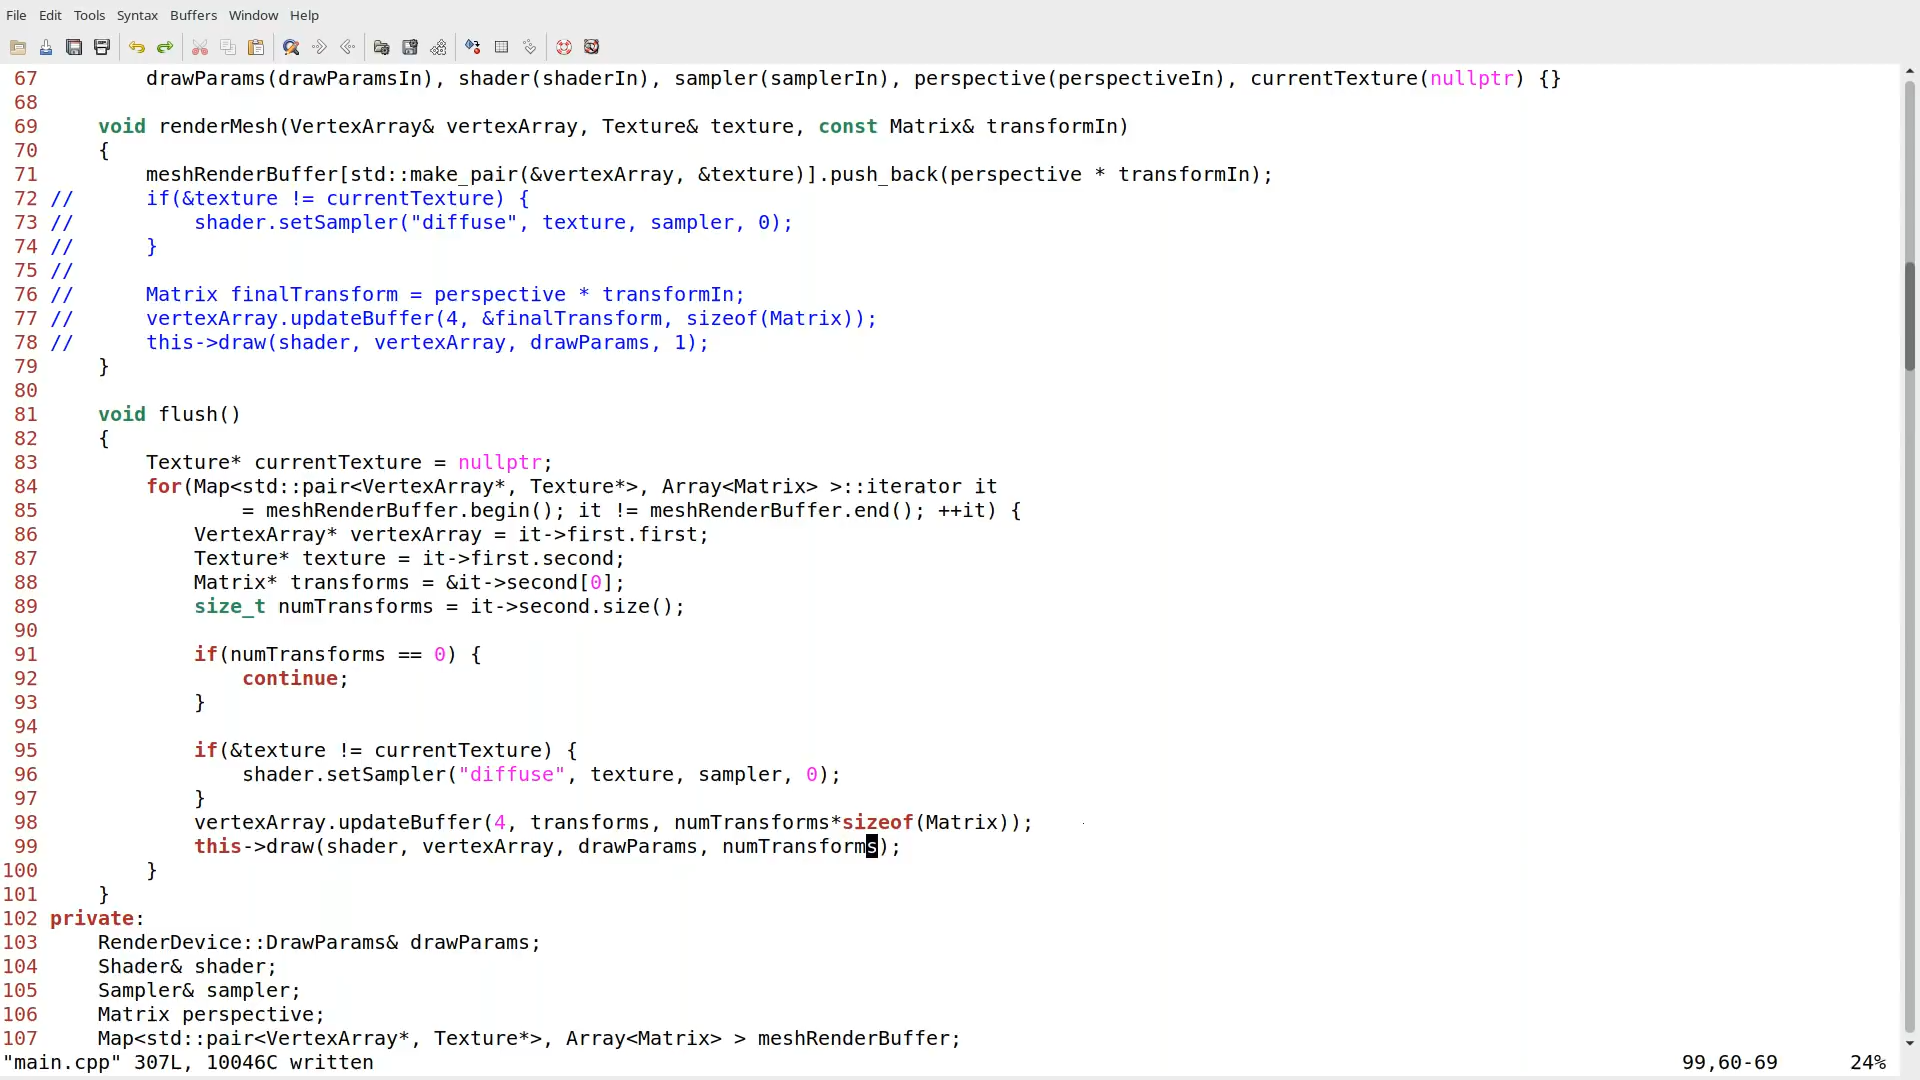 File Edit Tools Syntax Buffers Window Help
67         drawParams(drawParamsIn), shader(shaderIn), sampler(samplerIn), perspective(perspectiveIn), currentTexture(nullptr) {}
68
69     void renderMesh(VertexArray& vertexArray, Texture& texture, const Matrix& transformIn)
70     {
71         meshRenderBuffer[std::make_pair(&vertexArray, &texture)].push_back(perspective * transformIn);
72 //      if(&texture != currentTexture) {
73 //          shader.setSampler("diffuse", texture, sampler, 0);
74 //      }
75 //
76 //      Matrix finalTransform = perspective * transformIn;
77 //      vertexArray.updateBuffer(4, &finalTransform, sizeof(Matrix));
78 //      this->draw(shader, vertexArray, drawParams, 1);
79     }
80
81     void flush()
82     {
83         Texture* currentTexture = nullptr;
84         for(Map<std::pair<VertexArray*, Texture*>, Array<Matrix> >::iterator it
85                 = meshRenderBuffer.begin(); it != meshRenderBuffer.end(); ++it) {
86             VertexArray* vertexArray = it->first.first;
87             Texture* texture = it->first.second;
88             Matrix* transforms = &it->second[0];
89             size_t numTransforms = it->second.size();
90
91             if(numTransforms == 0) {
92                 continue;
93             }
94
95             if(&texture != currentTexture) {
96                 shader.setSampler("diffuse", texture, sampler, 0);
97             }
98             vertexArray.updateBuffer(4, transforms, numTransforms*sizeof(Matrix));
99             this->draw(shader, vertexArray, drawParams, numTransforms);
100         }
101     }
102 private:
103     RenderDevice::DrawParams& drawParams;
104     Shader& shader;
105     Sampler& sampler;
106     Matrix perspective;
107     Map<std::pair<VertexArray*, Texture*>, Array<Matrix> > meshRenderBuffer;
"main.cpp" 307L, 10046C written 99,60-69 24%